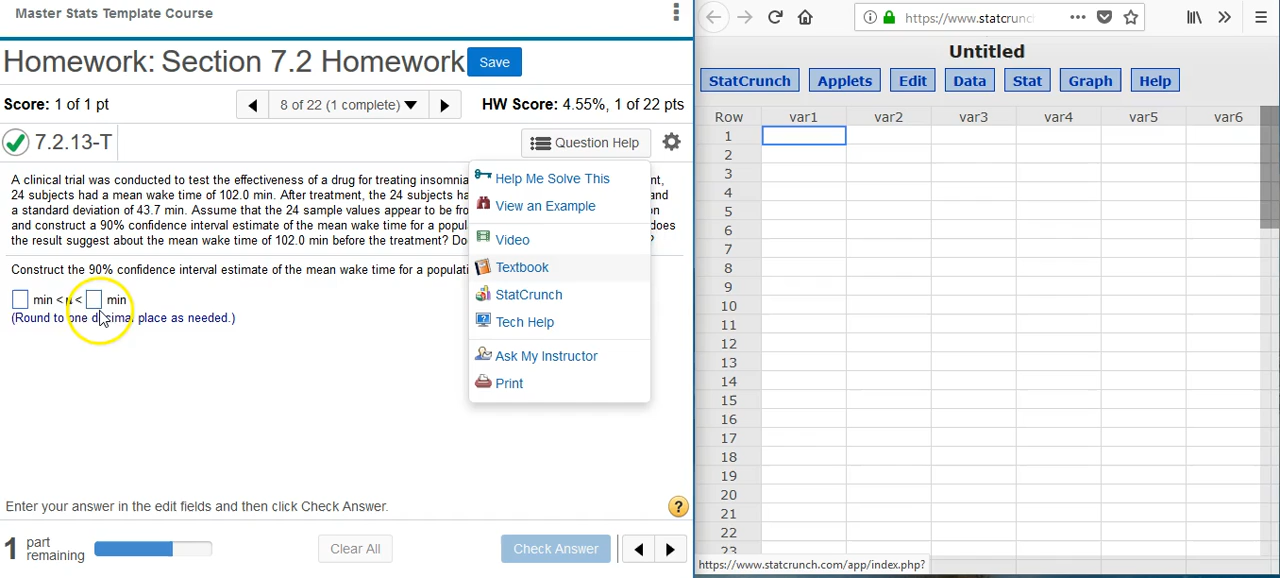 Master Stats Template Course
Homework: Section 7.2 Homework Save
Score: 1 of 1 pt 8 of 22 (1 complete) HW Score: 4.55%, 1 of 22 pts
7.2.13-T Question Help
A clinical trial was conducted to test the effectiveness of a drug for treating insomnia nt,
24 subjects had a mean wake time of 102.0 min. After treatment, the 24 subjects ha and
a standard deviation of 43.7 min. Assume that the 24 sample values appear to be fro on
and construct a 90% confidence interval estimate of the mean wake time for a popul does
the result suggest about the mean wake time of 102.0 min before the treatment? Do ?
Construct the 90% confidence interval estimate of the mean wake time for a populati
min < μ < min
(Round to one decimal place as needed.)
Help Me Solve This
View an Example
Video
Textbook
StatCrunch
Tech Help
Ask My Instructor
Print
Enter your answer in the edit fields and then click Check Answer. ?
1 part
remaining
Clear All Check Answer
https://www.statcrunc
Untitled
StatCrunch Applets Edit Data Stat Graph Help
Row var1 var2 var3 var4 var5 var6
1
2
3
4
5
6
7
8
9
10
11
12
13
14
15
16
17
18
19
20
21
22
23
https://www.statcrunch.com/app/index.php?